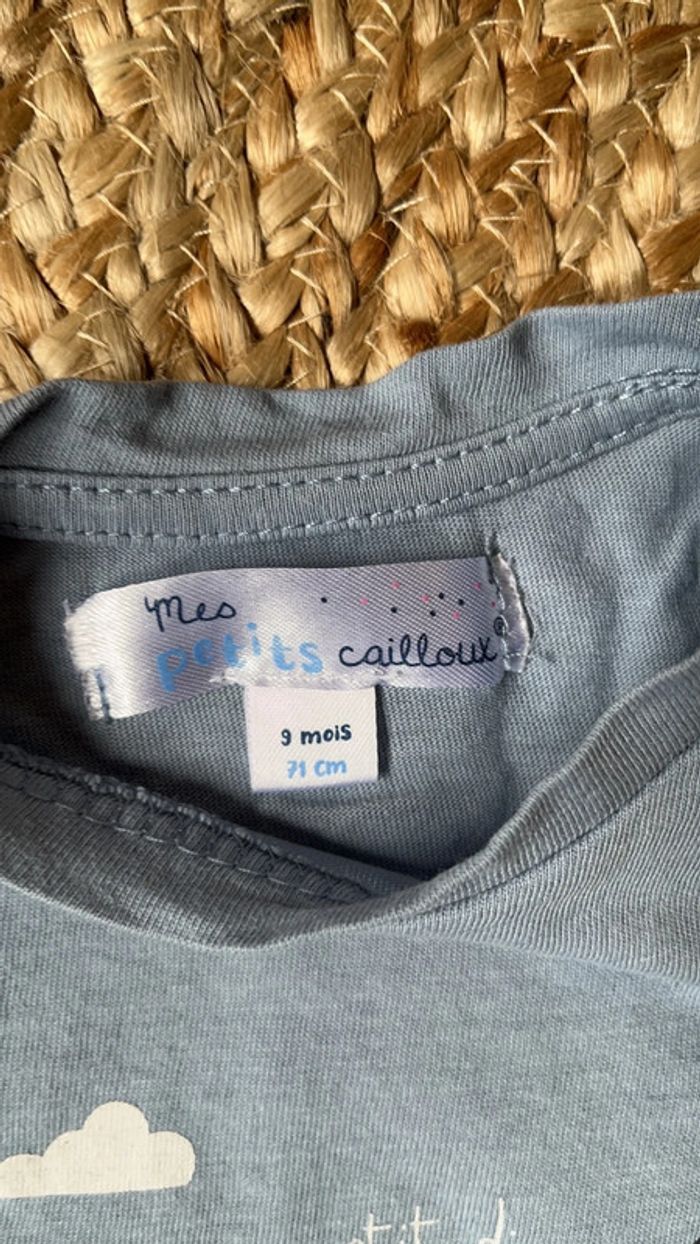 Mes
petits cailloux®
9 mois
71 cm